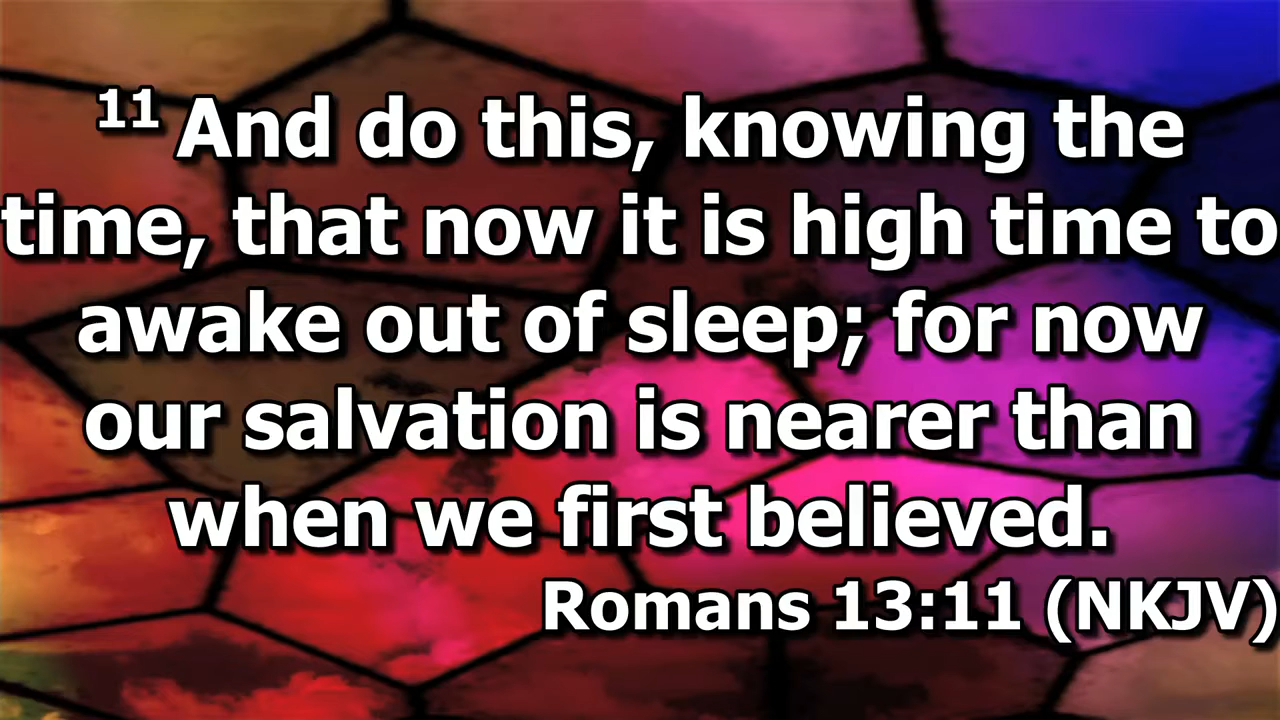 11 And do this, knowing the
time, that now it is high time to
awake out of sleep; for now
our salvation is nearer than
when we first believed.
Romans 13:11 (NKJV)